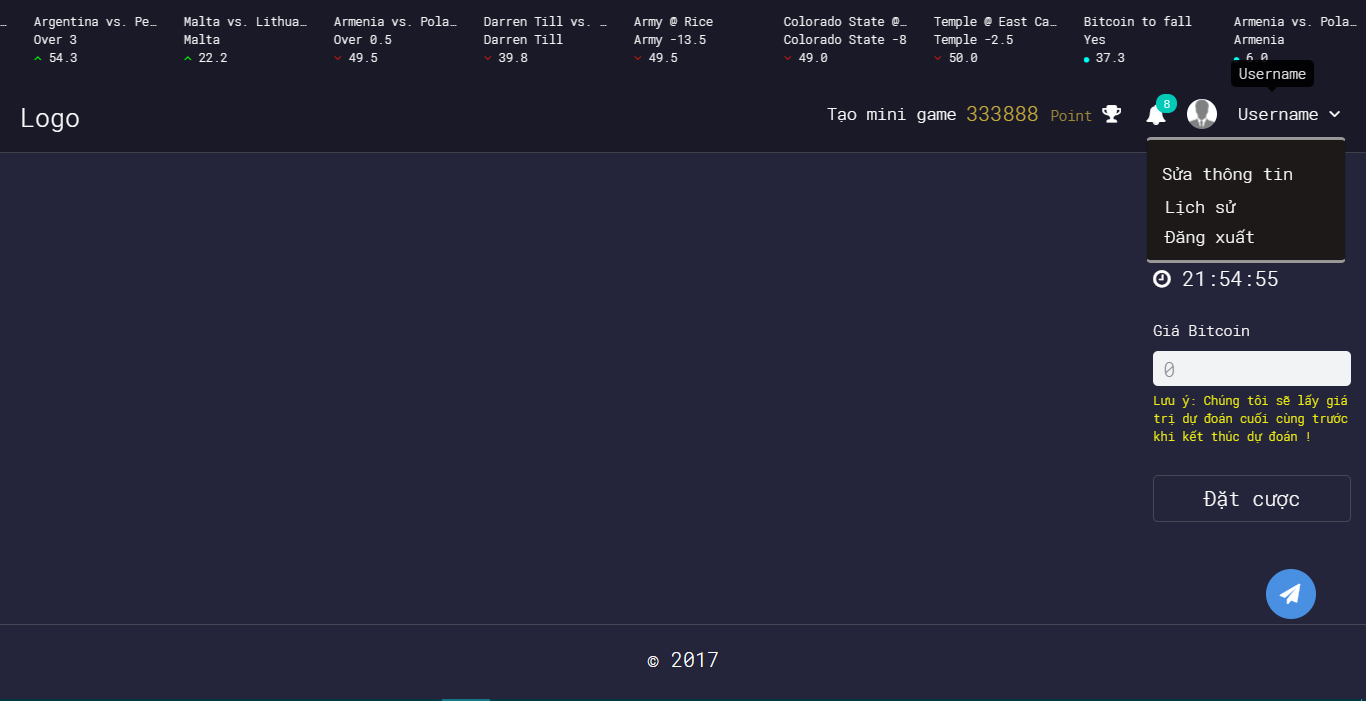 Argentina vs. Pe…
Over 3
54.3
Malta vs. Lithua…
Malta
22.2
Armenia vs. Pola…
Over 0.5
49.5
Darren Till vs. …
Darren Till
39.8
Army @ Rice
Army -13.5
49.5
Colorado State @…
Colorado State -8
49.0
Temple @ East Ca…
Temple -2.5
50.0
Bitcoin to fall
Yes
37.3
Armenia vs. Pola…
Armenia
6.0
Username
Logo
Tạo mini game 333888 Point
8
Username
Sửa thông tin
Lịch sử
Đăng xuất
21:54:55
Giá Bitcoin
0
Lưu ý: Chúng tôi sẽ lấy giá
trị dự đoán cuối cùng trước
khi kết thúc dự đoán !
Đặt cược
© 2017